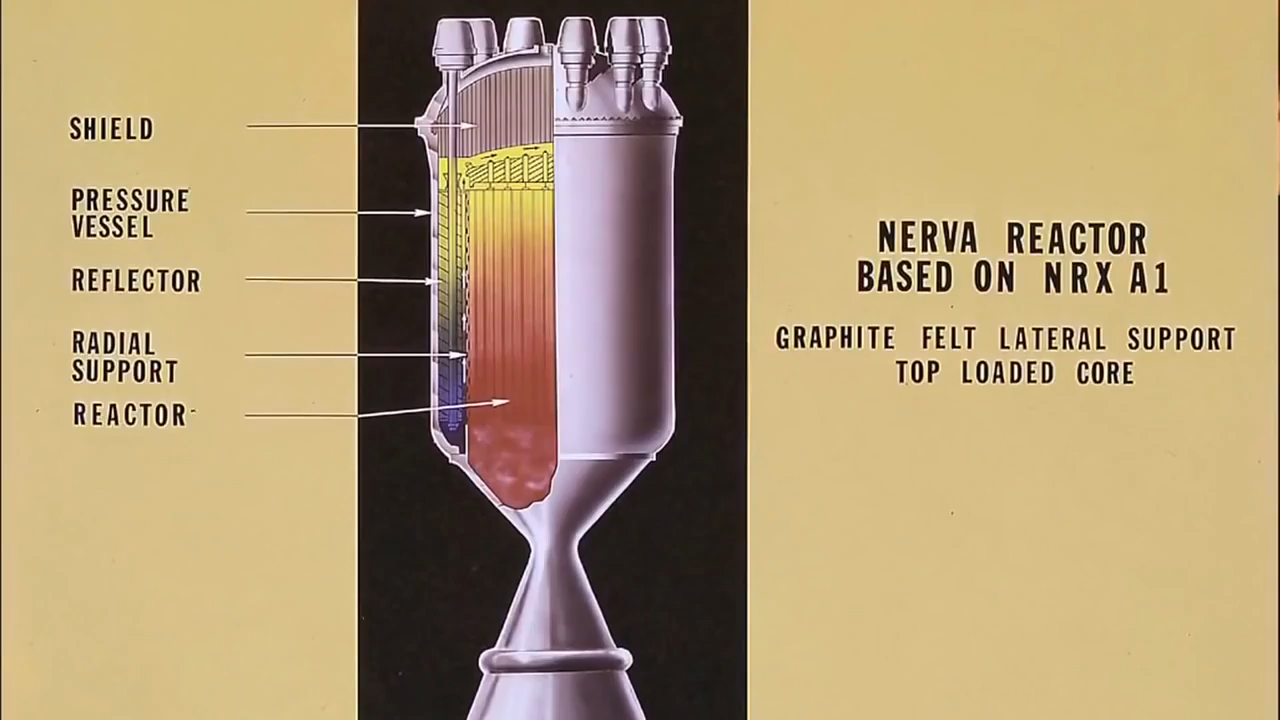 SHIELD
PRESSURE
VESSEL
REFLECTOR
RADIAL
SUPPORT
REACTOR
NERVA REACTOR
BASED ON NRX A1
GRAPHITE FELT LATERAL SUPPORT
TOP LOADED CORE